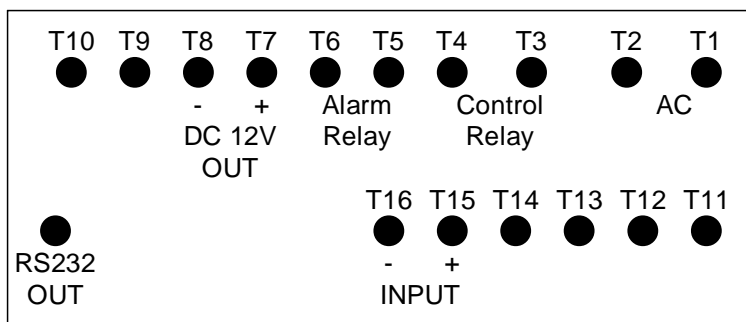 T10 T9 T8 T7 T6 T5 T4 T3 T2 T1
- + Alarm Control AC
DC 12V Relay Relay
OUT
T16 T15 T14 T13 T12 T11
RS232 - +
OUT INPUT